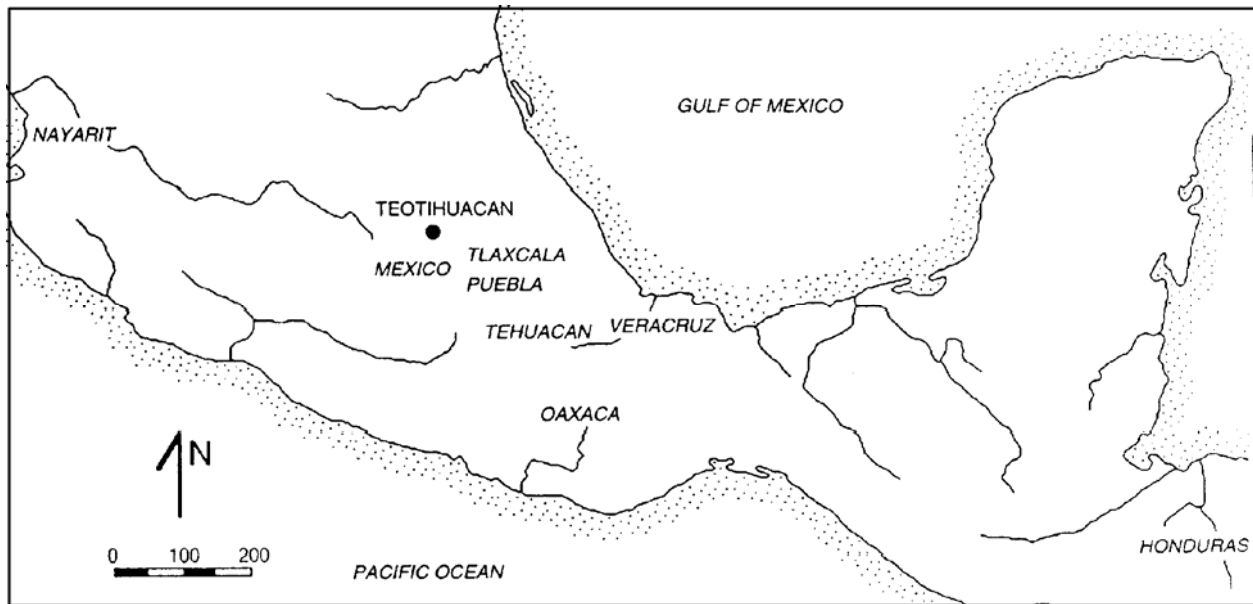 GULF OF MEXICO
NAYARIT
TEOTIHUACAN
MEXICO
TLAXCALA
PUEBLA
TEHUACAN
VERACRUZ
OAXACA
N
0 100 200
HONDURAS
PACIFIC OCEAN